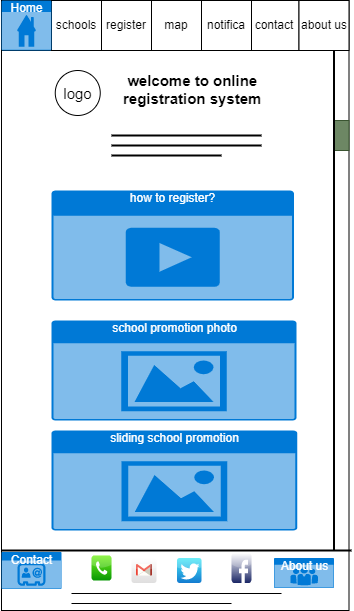 Home
schools
register
map
notifica
contact
about us
logo
welcome to online
registration system
how to register?
school promotion photo
sliding school promotion
Contact
About us